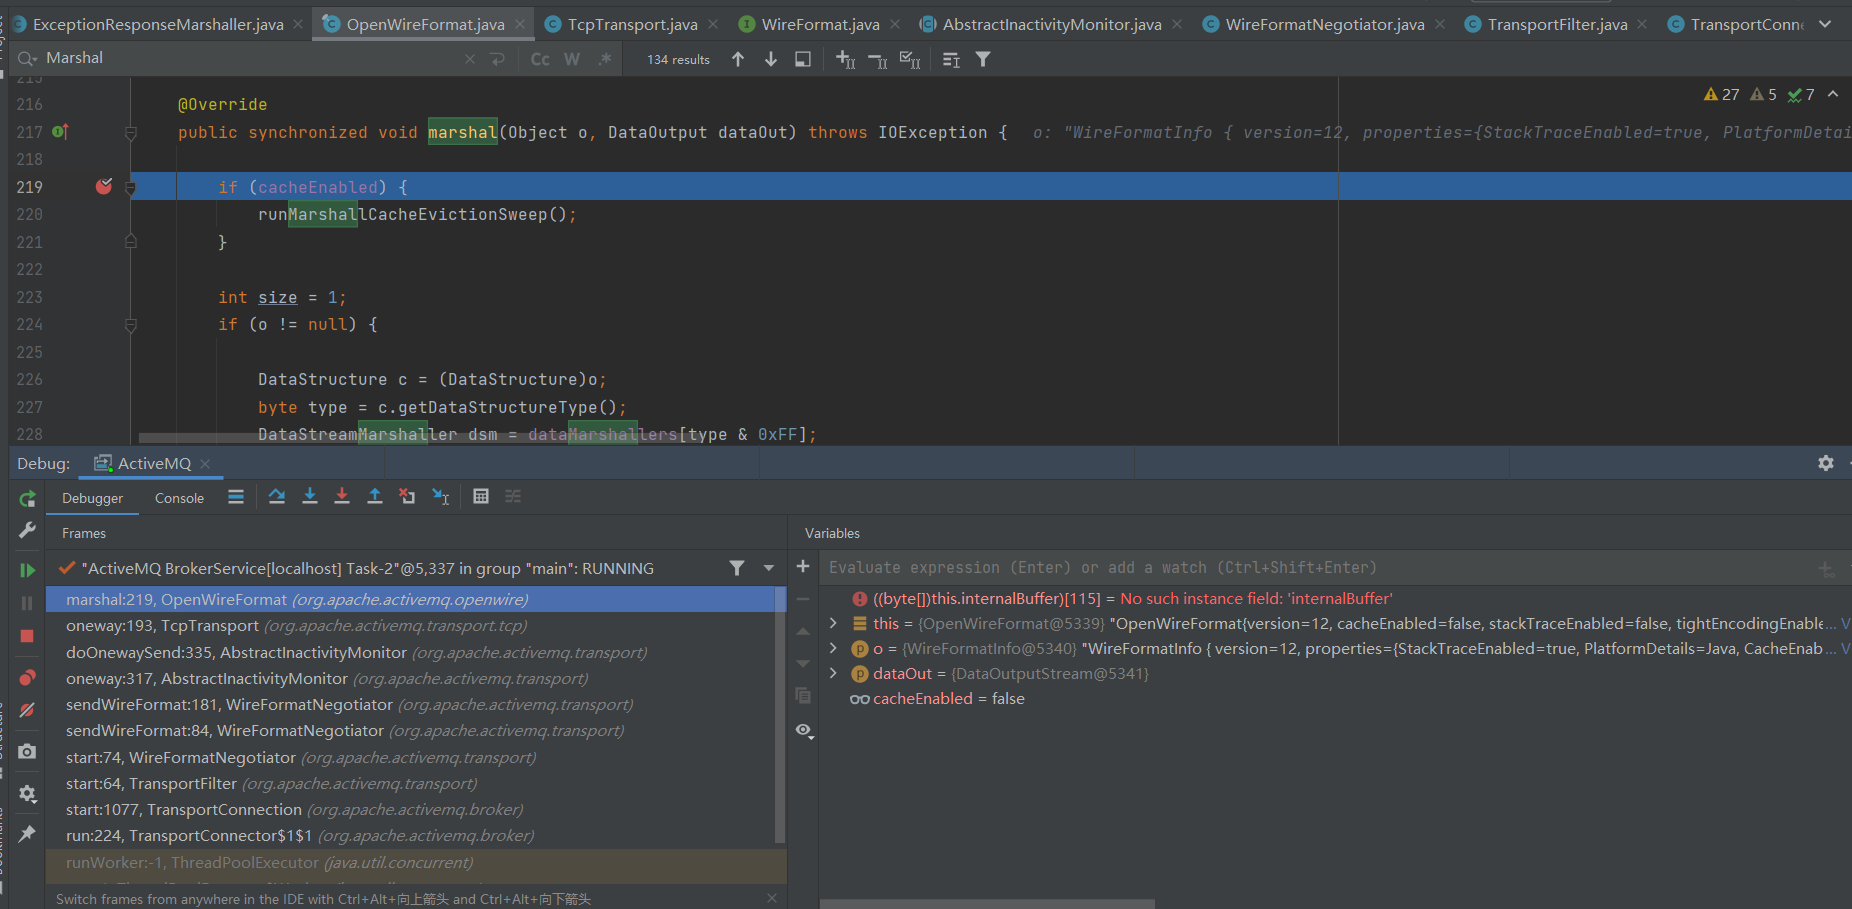 ExceptionResponseMarshaller.java OpenWireFormat.java TcpTransport.java WireFormat.java AbstractInactivityMonitor.java WireFormatNegotiator.java TransportFilter.java TransportConne
Marshal Cc W .* 134 results
215
216 @Override 27 5 7
217 public synchronized void marshal(Object o, DataOutput dataOut) throws IOException { o: "WireFormatInfo { version=12, properties={StackTraceEnabled=true, PlatformDetai
218
219 if (cacheEnabled) {
220 runMarshallCacheEvictionSweep();
221 }
222
223 int size = 1;
224 if (o != null) {
225
226 DataStructure c = (DataStructure)o;
227 byte type = c.getDataStructureType();
228 DataStreamMarshaller dsm = dataMarshallers[type & 0xFF];
Debug: ActiveMQ
Debugger Console
Frames
"ActiveMQ BrokerService[localhost] Task-2"@5,337 in group "main": RUNNING
marshal:219, OpenWireFormat (org.apache.activemq.openwire)
oneway:193, TcpTransport (org.apache.activemq.transport.tcp)
doOnewaySend:335, AbstractInactivityMonitor (org.apache.activemq.transport)
oneway:317, AbstractInactivityMonitor (org.apache.activemq.transport)
sendWireFormat:181, WireFormatNegotiator (org.apache.activemq.transport)
sendWireFormat:84, WireFormatNegotiator (org.apache.activemq.transport)
start:74, WireFormatNegotiator (org.apache.activemq.transport)
start:64, TransportFilter (org.apache.activemq.transport)
start:1077, TransportConnection (org.apache.activemq.broker)
run:224, TransportConnector$1$1 (org.apache.activemq.broker)
runWorker:-1, ThreadPoolExecutor (java.util.concurrent)
Switch frames from anywhere in the IDE with Ctrl+Alt+向上箭头 and Ctrl+Alt+向下箭头
Variables
Evaluate expression (Enter) or add a watch (Ctrl+Shift+Enter)
((byte[])this.internalBuffer)[115] = No such instance field: 'internalBuffer'
this = {OpenWireFormat@5339} "OpenWireFormat{version=12, cacheEnabled=false, stackTraceEnabled=false, tightEncodingEnable... V
o = {WireFormatInfo@5340} "WireFormatInfo { version=12, properties={StackTraceEnabled=true, PlatformDetails=Java, CacheEnab... V
dataOut = {DataOutputStream@5341}
cacheEnabled = false